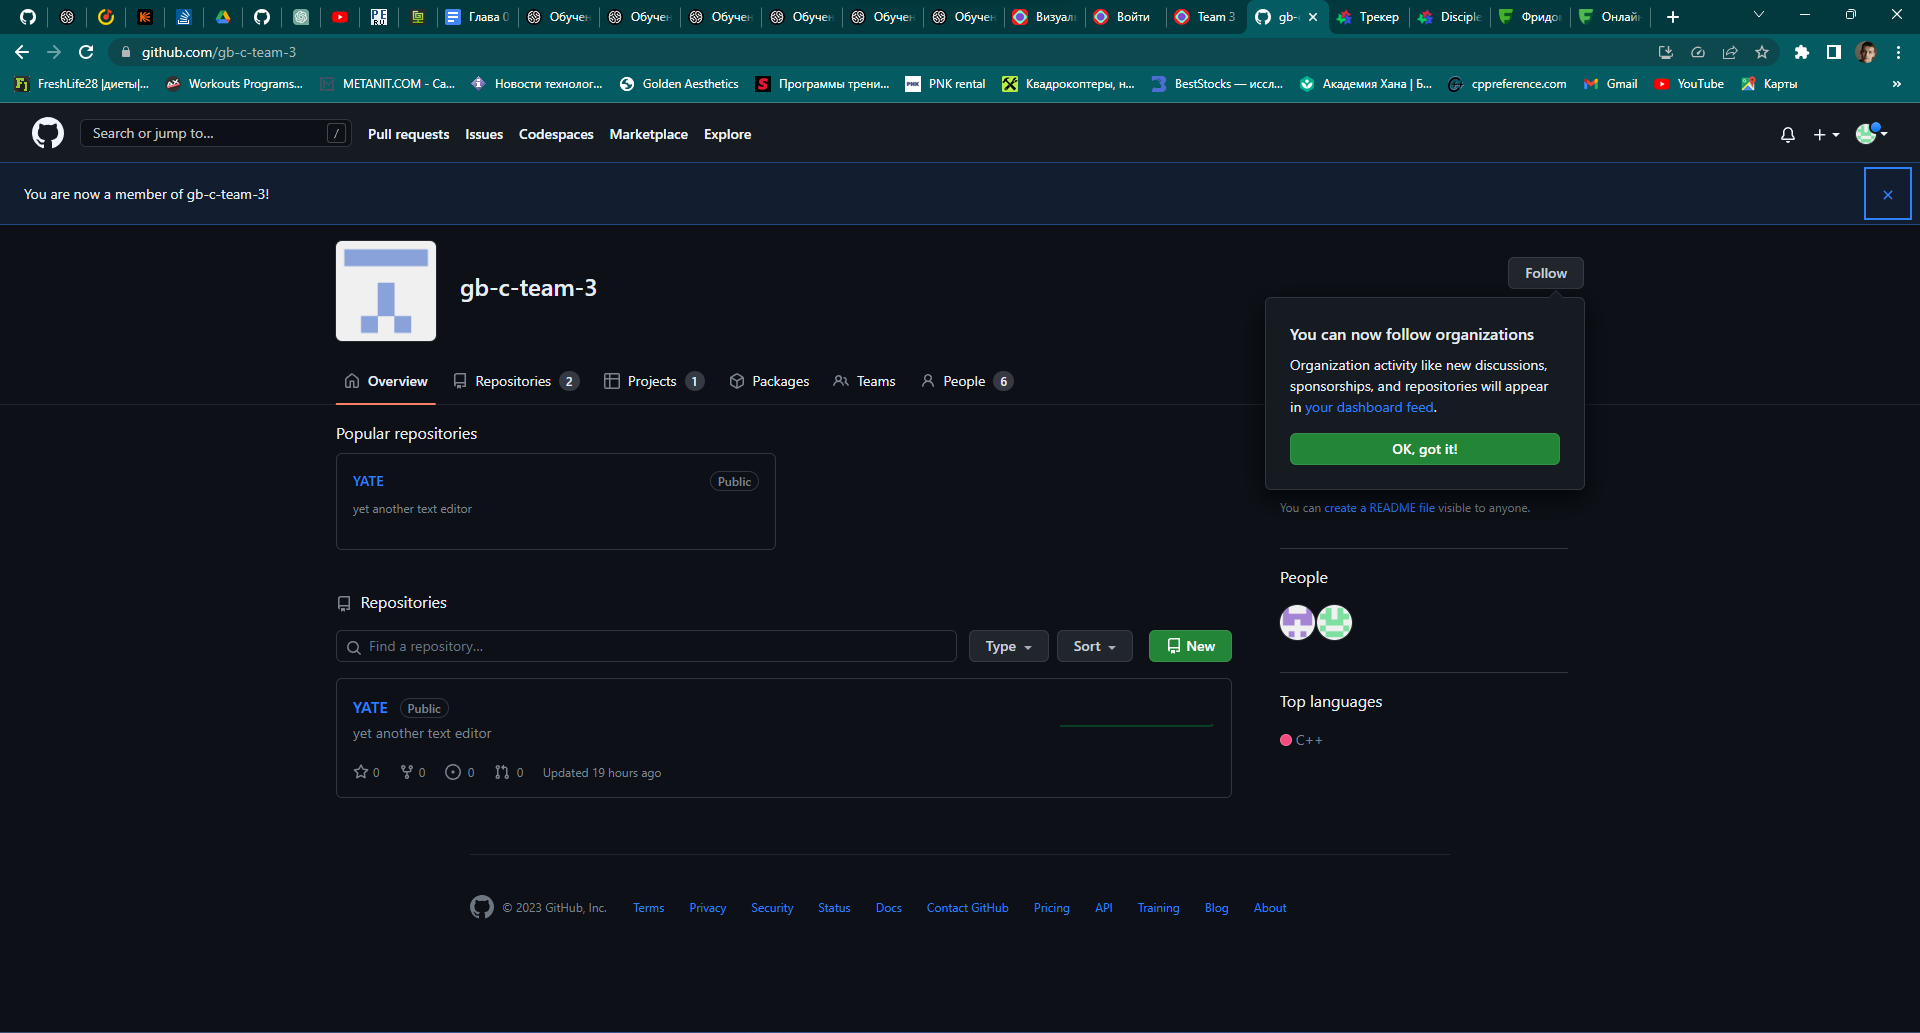 Глава 0
Обучен
Обучен
Обучен
Обучен
Обучен
Обучен
Визуал
Войти
Team 3
gb-c
Трекер
Disciple
Фридо
Онлайн
github.com/gb-c-team-3
FreshLife28 |диеты|...
Workouts Programs...
METANIT.COM - Са...
Новости технолог...
Golden Aesthetics
Программы трени...
PNK rental
Квадрокоптеры, н...
BestStocks — иссл...
Академия Хана | Б...
cppreference.com
Gmail
YouTube
Карты
»
Search or jump to...
/
Pull requests
Issues
Codespaces
Marketplace
Explore
You are now a member of gb-c-team-3!
gb-c-team-3
Follow
You can now follow organizations
Organization activity like new discussions,
sponsorships, and repositories will appear
in your dashboard feed.
OK, got it!
Overview
Repositories 2
Projects 1
Packages
Teams
People 6
Popular repositories
YATE
Public
yet another text editor
You can create a README file visible to anyone.
People
Repositories
Find a repository...
Type
Sort
New
YATE Public
yet another text editor
0 0 0 0 Updated 19 hours ago
Top languages
C++
© 2023 GitHub, Inc.
Terms
Privacy
Security
Status
Docs
Contact GitHub
Pricing
API
Training
Blog
About